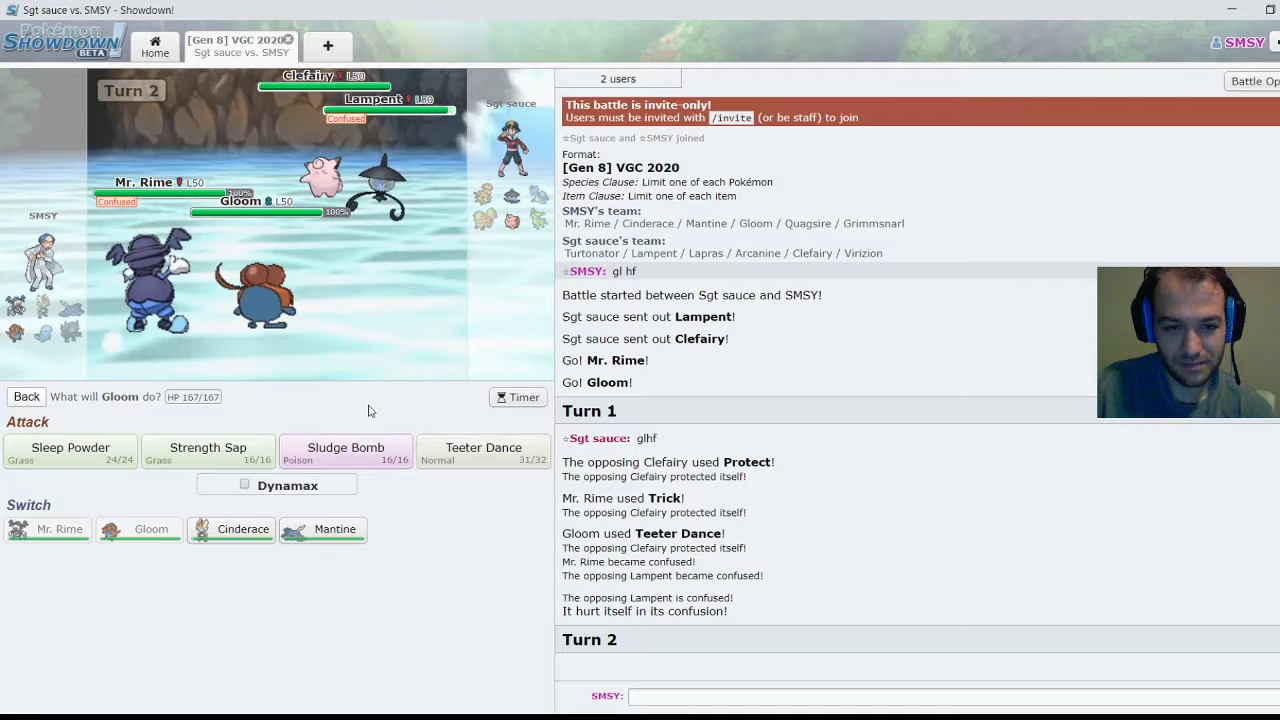 Sgt sauce vs. SMSY - Showdown!
Pokémon
SHOWDOWN!
BETA
Home
[Gen 8] VGC 2020
Sgt sauce vs. SMSY
+
SMSY
Turn 2
Clefairy L50
Lampent L50
Confused
Mr. Rime L50
100%
Confused
Gloom L50
100%
Sgt sauce
SMSY
Back
What will Gloom do? HP 167/167
Timer
Attack
Sleep Powder
Grass 24/24
Strength Sap
Grass 16/16
Sludge Bomb
Poison 16/16
Teeter Dance
Normal 31/32
Dynamax
Switch
Mr. Rime
Gloom
Cinderace
Mantine
2 users
Battle Op
This battle is invite-only!
Users must be invited with /invite (or be staff) to join
☆Sgt sauce and ☆SMSY joined
Format:
[Gen 8] VGC 2020
Species Clause: Limit one of each Pokémon
Item Clause: Limit one of each item
SMSY's team:
Mr. Rime / Cinderace / Mantine / Gloom / Quagsire / Grimmsnarl
Sgt sauce's team:
Turtonator / Lampent / Lapras / Arcanine / Clefairy / Virizion
☆SMSY: gl hf
Battle started between Sgt sauce and SMSY!
Sgt sauce sent out Lampent!
Sgt sauce sent out Clefairy!
Go! Mr. Rime!
Go! Gloom!
Turn 1
☆Sgt sauce: glhf
The opposing Clefairy used Protect!
The opposing Clefairy protected itself!
Mr. Rime used Trick!
The opposing Clefairy protected itself!
Gloom used Teeter Dance!
The opposing Clefairy protected itself!
Mr. Rime became confused!
The opposing Lampent became confused!
The opposing Lampent is confused!
It hurt itself in its confusion!
Turn 2
SMSY: